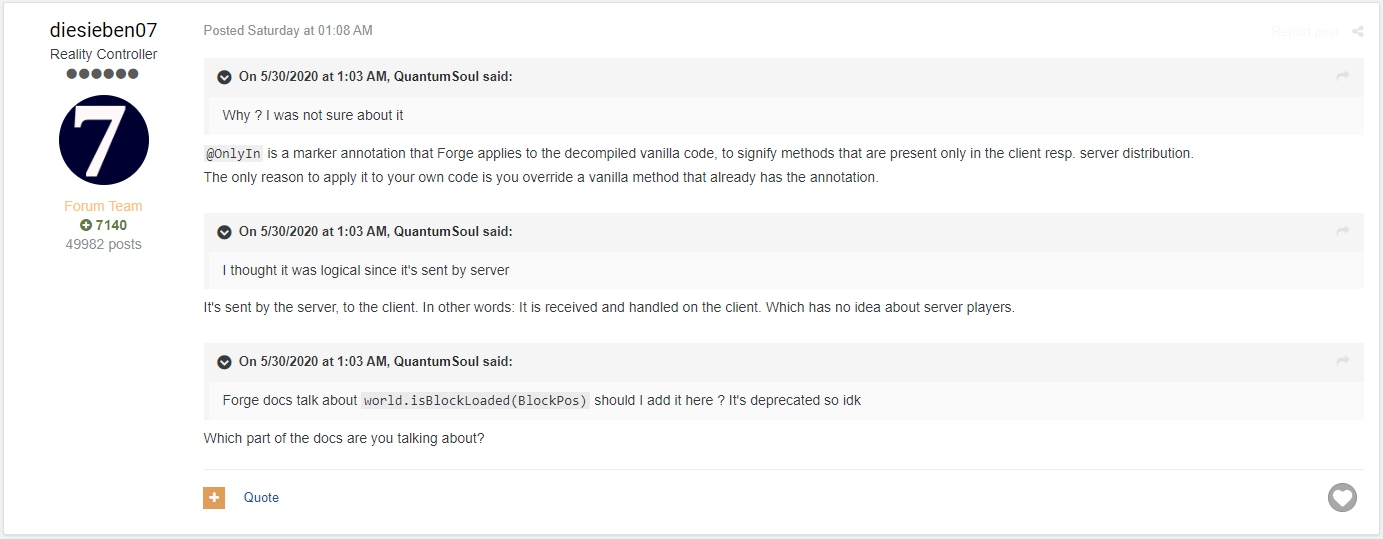 diesieben07
Reality Controller
7
Forum Team
7140
49982 posts
Posted Saturday at 01:08 AM
Report post
On 5/30/2020 at 1:03 AM, QuantumSoul said:
Why ? I was not sure about it
@OnlyIn is a marker annotation that Forge applies to the decompiled vanilla code, to signify methods that are present only in the client resp. server distribution.
The only reason to apply it to your own code is you override a vanilla method that already has the annotation.
On 5/30/2020 at 1:03 AM, QuantumSoul said:
I thought it was logical since it's sent by server
It's sent by the server, to the client. In other words: It is received and handled on the client. Which has no idea about server players.
On 5/30/2020 at 1:03 AM, QuantumSoul said:
Forge docs talk about world.isBlockLoaded(BlockPos) should I add it here ? It's deprecated so idk
Which part of the docs are you talking about?
+ Quote